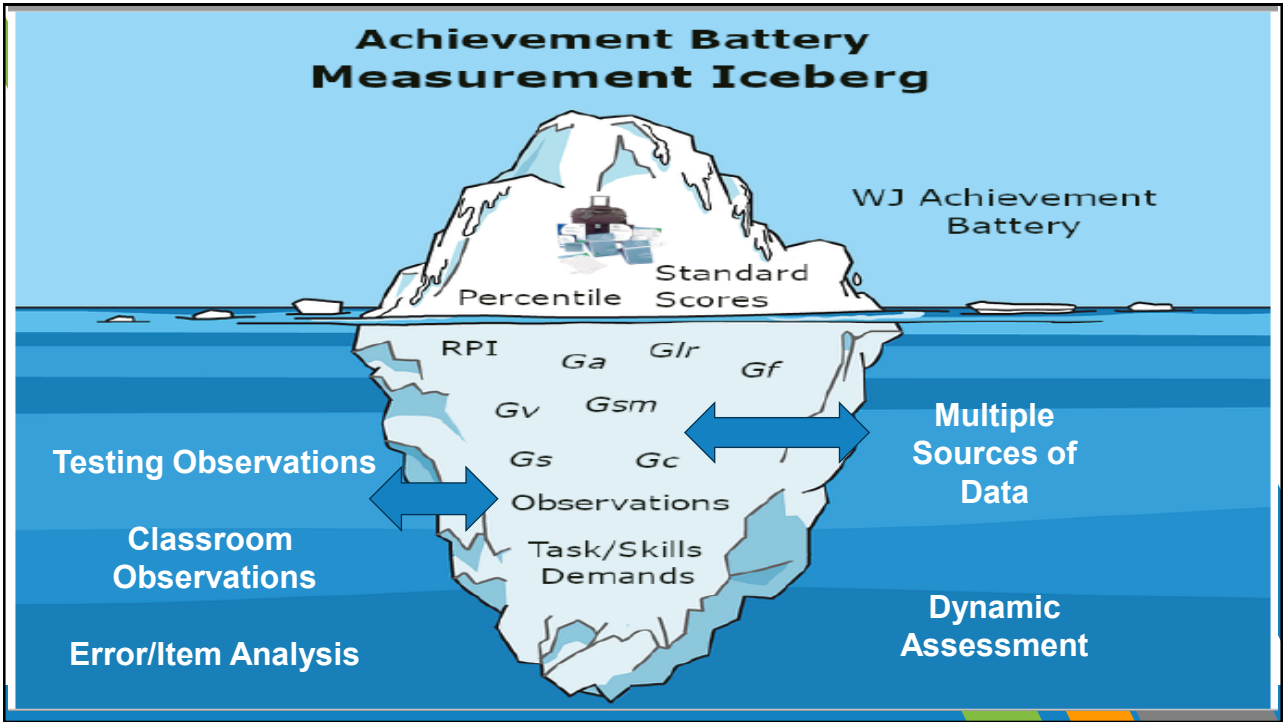 Achievement Battery
Measurement Iceberg
WJ Achievement
Battery
Standard
Percentile Scores
RPI
Ga
Glr
Gf
Gv
Gsm
Gs
Gc
Observations
Task/Skills
Demands
Testing Observations
Classroom
Observations
Error/Item Analysis
Multiple
Sources of
Data
Dynamic
Assessment